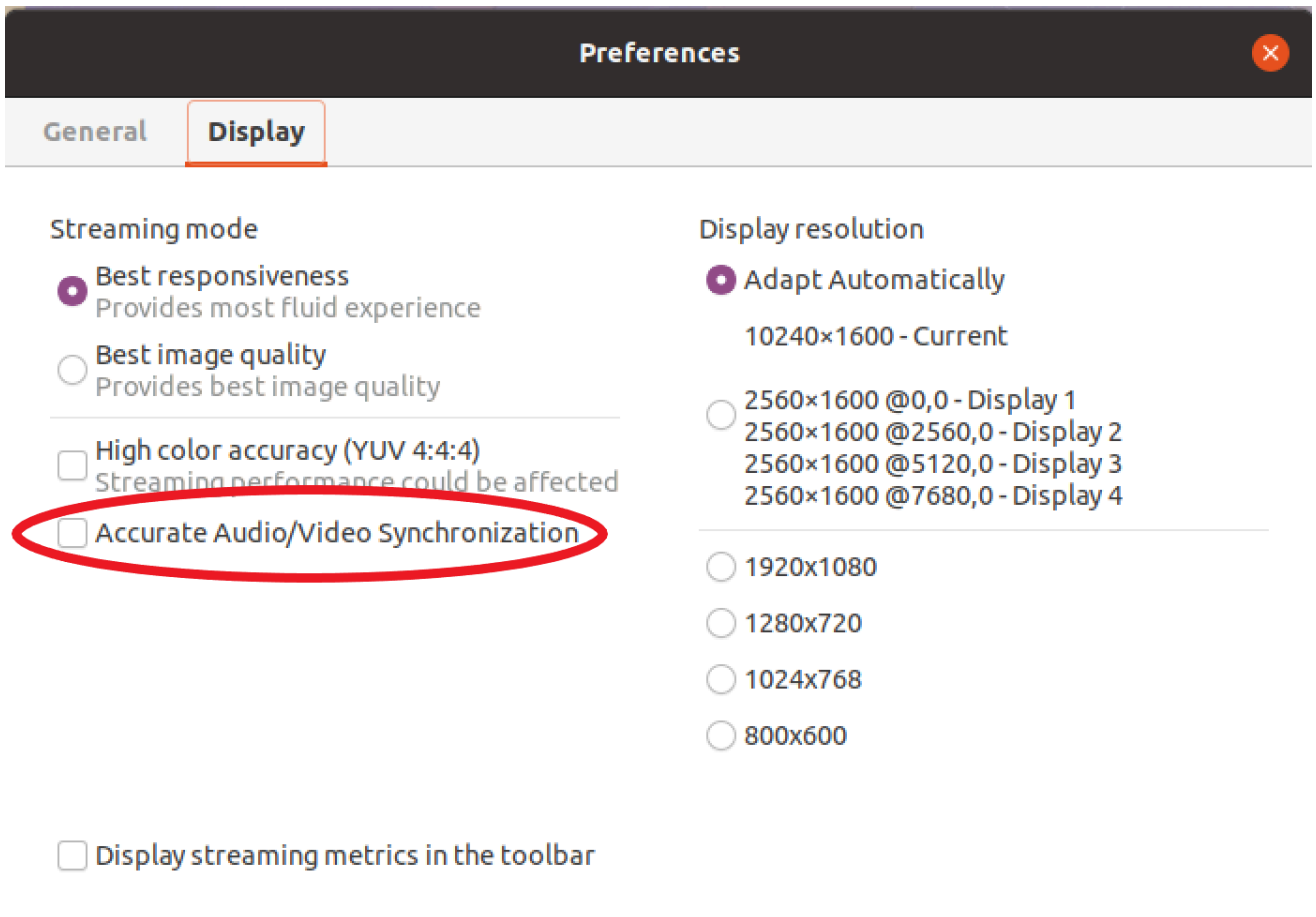 Preferences
General
Display
Streaming mode
Best responsiveness
Provides most fluid experience
Best image quality
Provides best image quality
High color accuracy (YUV 4:4:4)
Streaming performance could be affected
Accurate Audio/Video Synchronization
Display streaming metrics in the toolbar
Display resolution
Adapt Automatically
10240×1600 - Current
2560×1600 @0,0 - Display 1
2560×1600 @2560,0 - Display 2
2560×1600 @5120,0 - Display 3
2560×1600 @7680,0 - Display 4
1920x1080
1280x720
1024x768
800x600